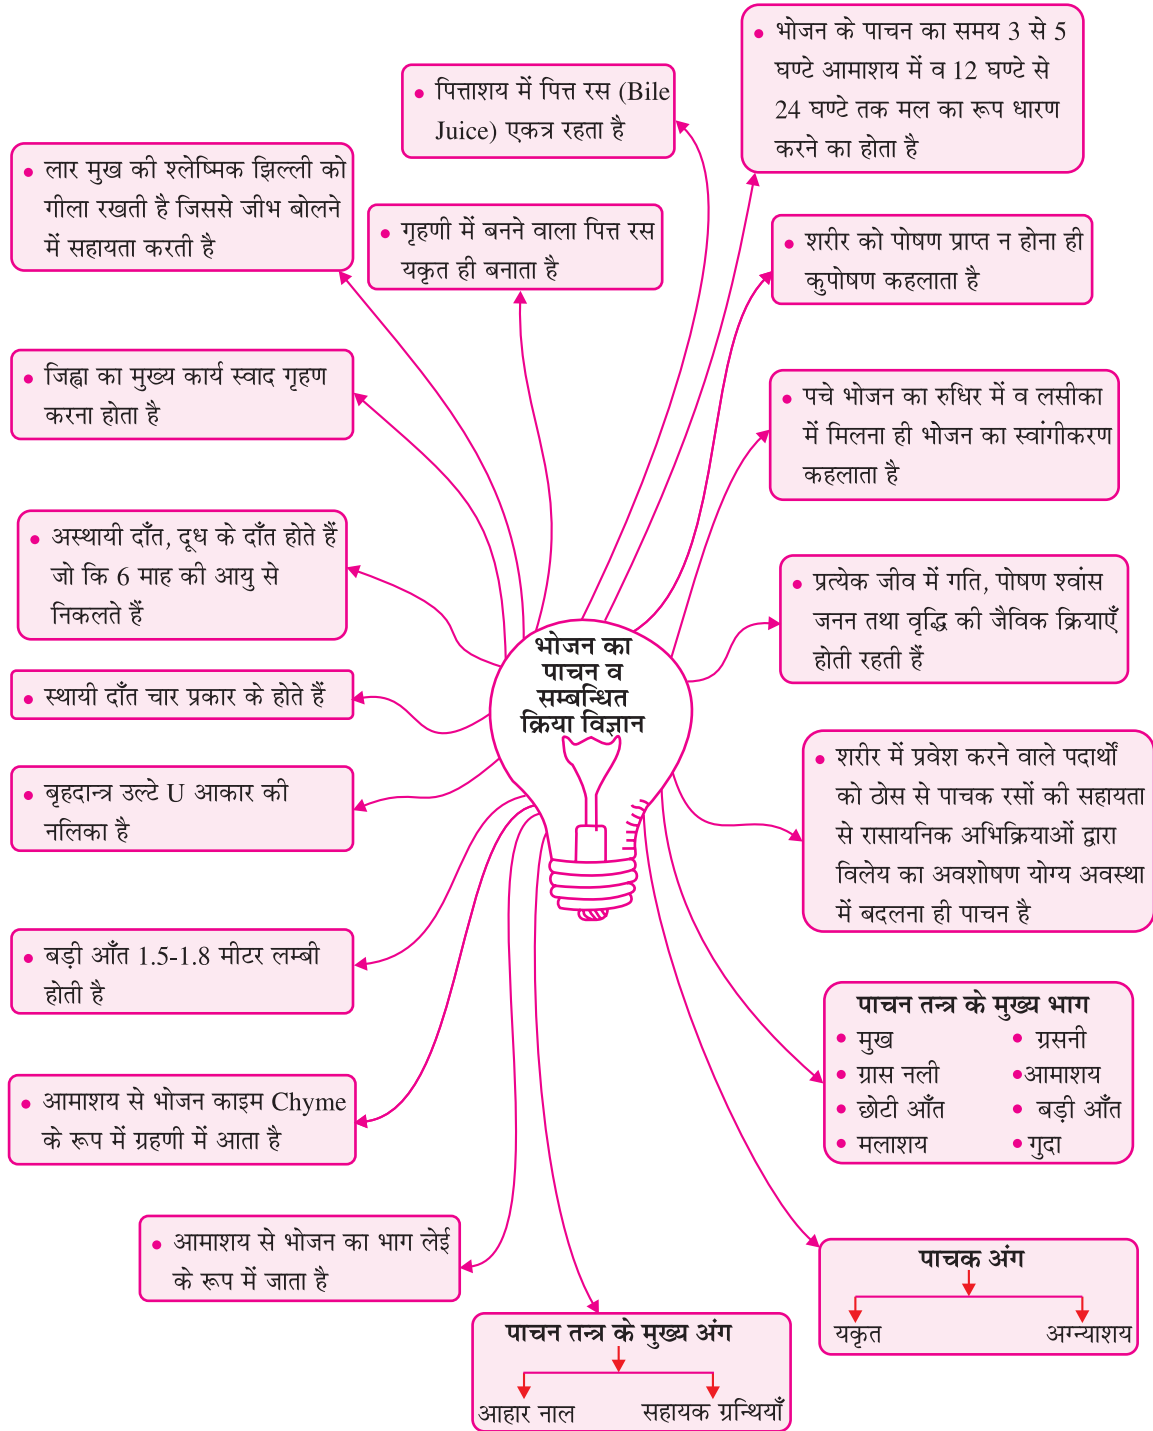 • भोजन के पाचन का समय 3 से 5
घण्टे आमाशय में व 12 घण्टे से
24 घण्टे तक मल का रूप धारण
करने का होता है
• पित्ताशय में पित्त रस (Bile
Juice) एकत्र रहता है
• लार मुख की श्लेष्मिक झिल्ली को
गीला रखती है जिससे जीभ बोलने
में सहायता करती है
• गृहणी में बनने वाला पित्त रस
यकृत ही बनाता है
• शरीर को पोषण प्राप्त न होना ही
कुपोषण कहलाता है
• जिह्वा का मुख्य कार्य स्वाद गृहण
करना होता है
• पचे भोजन का रुधिर में व लसीका
में मिलना ही भोजन का स्वांगीकरण
कहलाता है
• अस्थायी दाँत, दूध के दाँत होते हैं
जो कि 6 माह की आयु से
निकलते हैं
• प्रत्येक जीव में गति, पोषण श्वांस
जनन तथा वृद्धि की जैविक क्रियाएँ
होती रहती हैं
भोजन का
पाचन व
सम्बन्धित
क्रिया विज्ञान
• स्थायी दाँत चार प्रकार के होते हैं
• बृहदान्त्र उल्टे U आकार की
नलिका है
• शरीर में प्रवेश करने वाले पदार्थों
को ठोस से पाचक रसों की सहायता
से रासायनिक अभिक्रियाओं द्वारा
विलेय का अवशोषण योग्य अवस्था
में बदलना ही पाचन है
• बड़ी आँत 1.5-1.8 मीटर लम्बी
होती है
पाचन तन्त्र के मुख्य भाग
• मुख • ग्रसनी
• ग्रास नली • आमाशय
• छोटी आँत • बड़ी आँत
• मलाशय • गुदा
• आमाशय से भोजन काइम Chyme
के रूप में ग्रहणी में आता है
• आमाशय से भोजन का भाग लेई
के रूप में जाता है
पाचक अंग
यकृत अग्न्याशय
पाचन तन्त्र के मुख्य अंग
आहार नाल सहायक ग्रन्थियाँ